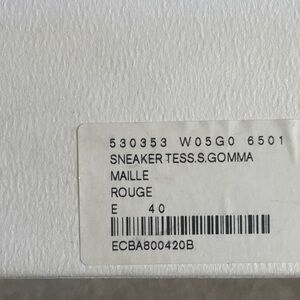 530353 W05G0 6501
SNEAKER TESS.S.GOMMA
MAILLE
ROUGE
E 40
ECBA800420B